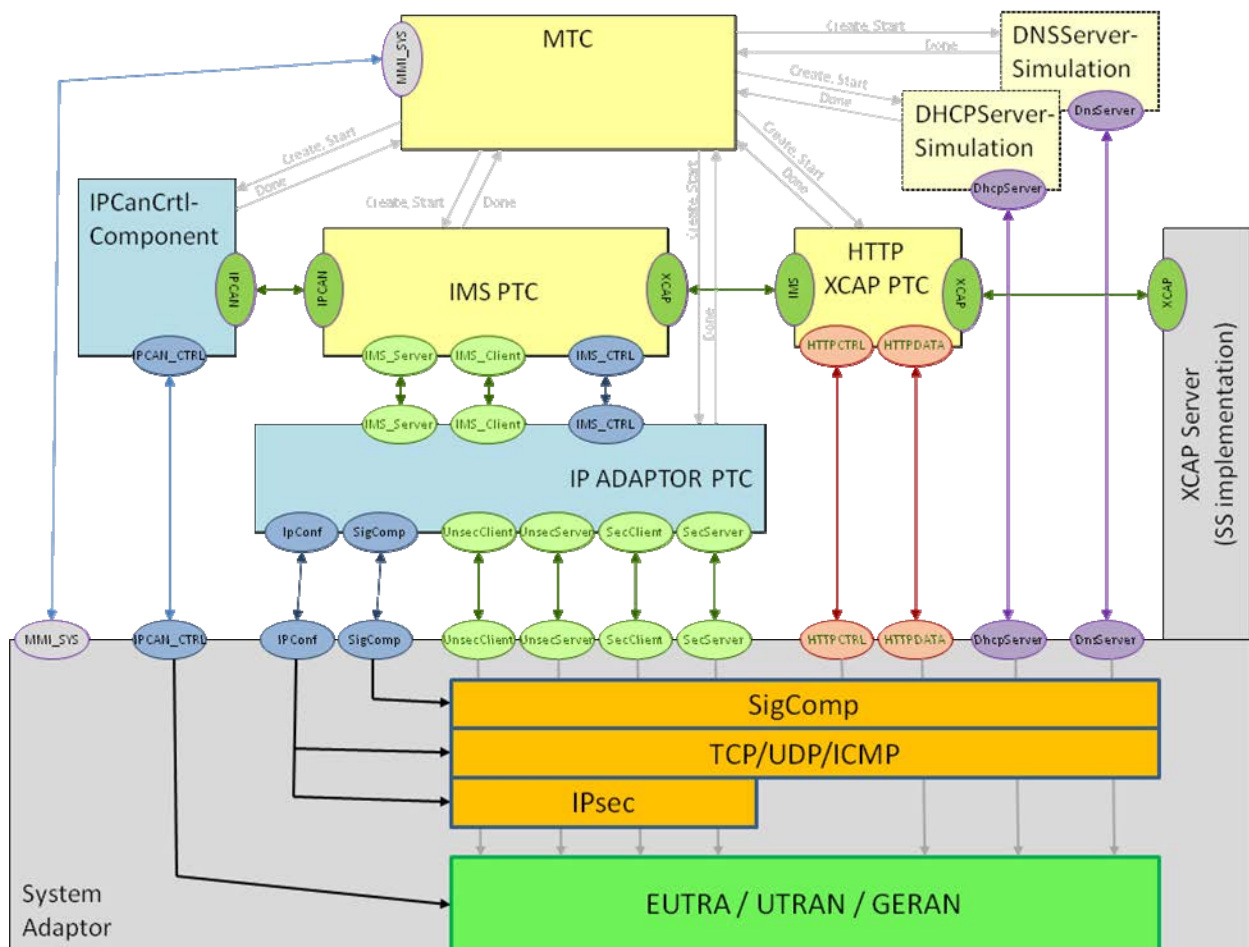 MTC
MMI_SYS
Create, Start
Done
DNSServer-
Simulation
DnsServer
Create, Start
Done
DHCPServer-
Simulation
DhcpServer
Create, Start
Done
Create, Start
Done
Create, Start
Done
Create, Start
Done
IPCanCrtl-
Component
IPCAN
IPCAN_CTRL
IPCAN
IMS PTC
XCAP
IMS_Server
IMS_Client
IMS_CTRL
SMI
HTTP
XCAP PTC
XCAP
HTTPCTRL
HTTPDATA
XCAP
XCAP Server
(SS implementation)
IMS_Server
IMS_Client
IMS_CTRL
IP ADAPTOR PTC
IpConf
SigComp
UnsecClient
UnsecServer
SecClient
SecServer
MMI_SYS
IPCAN_CTRL
IPConf
SigComp
UnsecClient
UnsecServer
SecClient
SecServer
HTTPCTRL
HTTPDATA
DhcpServer
DnsServer
SigComp
TCP/UDP/ICMP
IPsec
EUTRA / UTRAN / GERAN
System
Adaptor